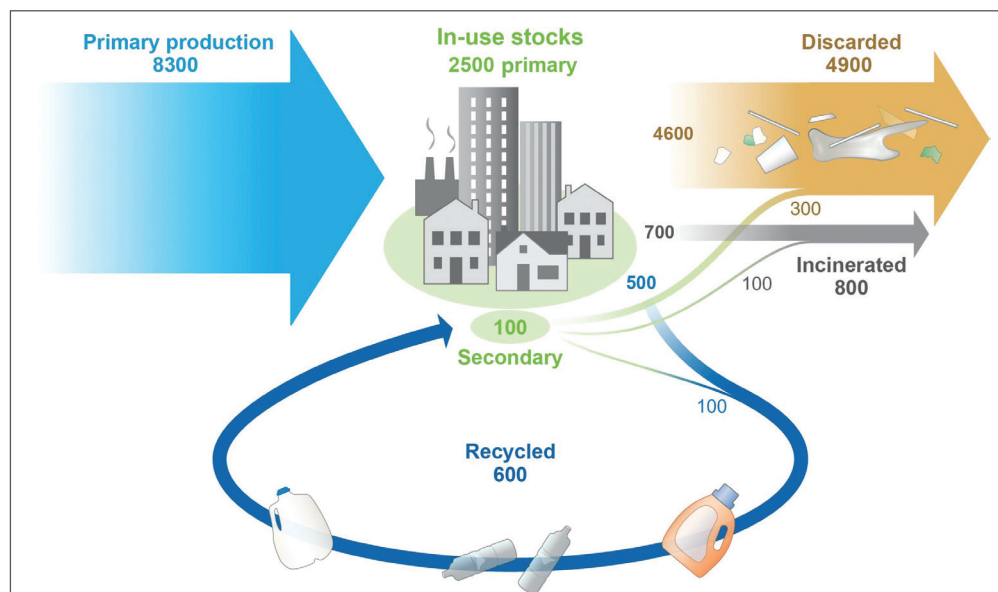 Primary production
8300
In-use stocks
2500 primary
Discarded
4900
4600
300
700
Incinerated
800
100
500
100
Secondary
100
Recycled
600